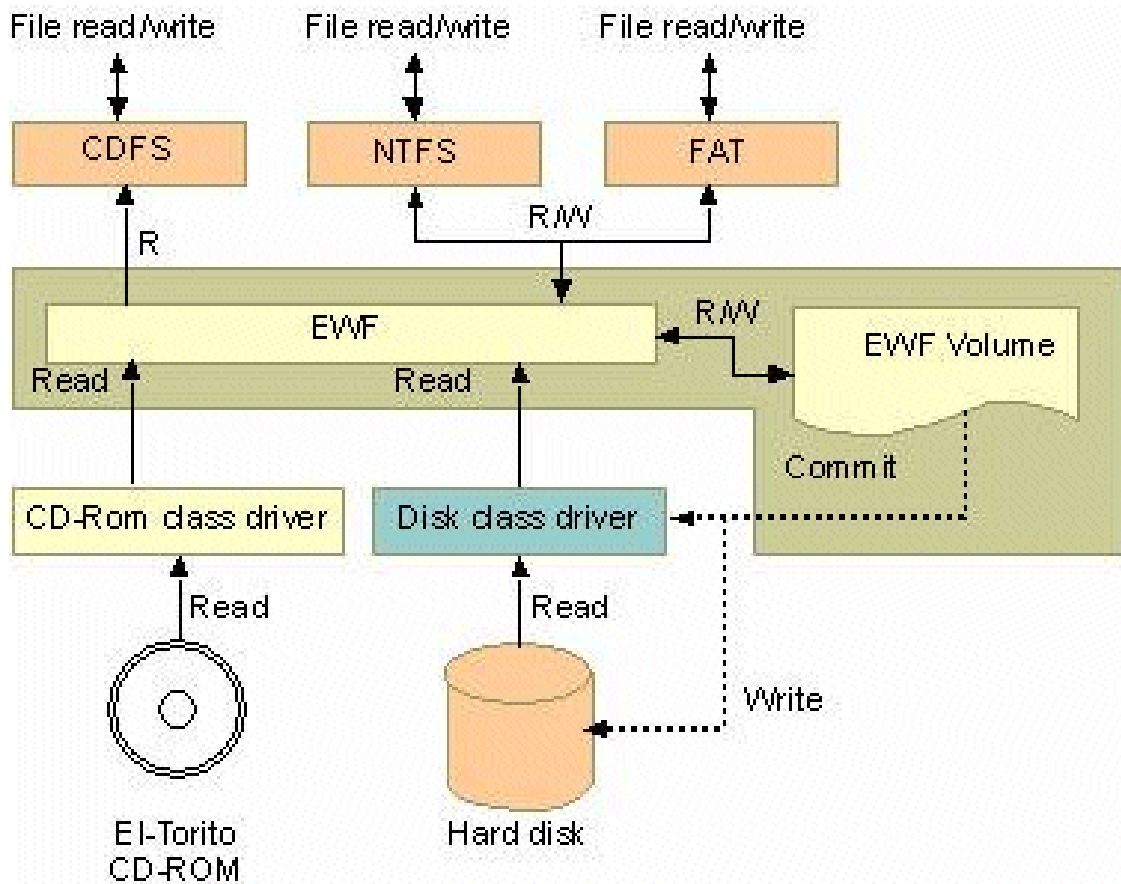 File read/write
File read/write
File read/write
CDFS
NTFS
FAT
R/W
R
EWF
R/W
EWF Volume
Read
Read
Commit
CD-Rom class driver
Disk class driver
Read
Read
Write
El-Torito
CD-ROM
Hard disk